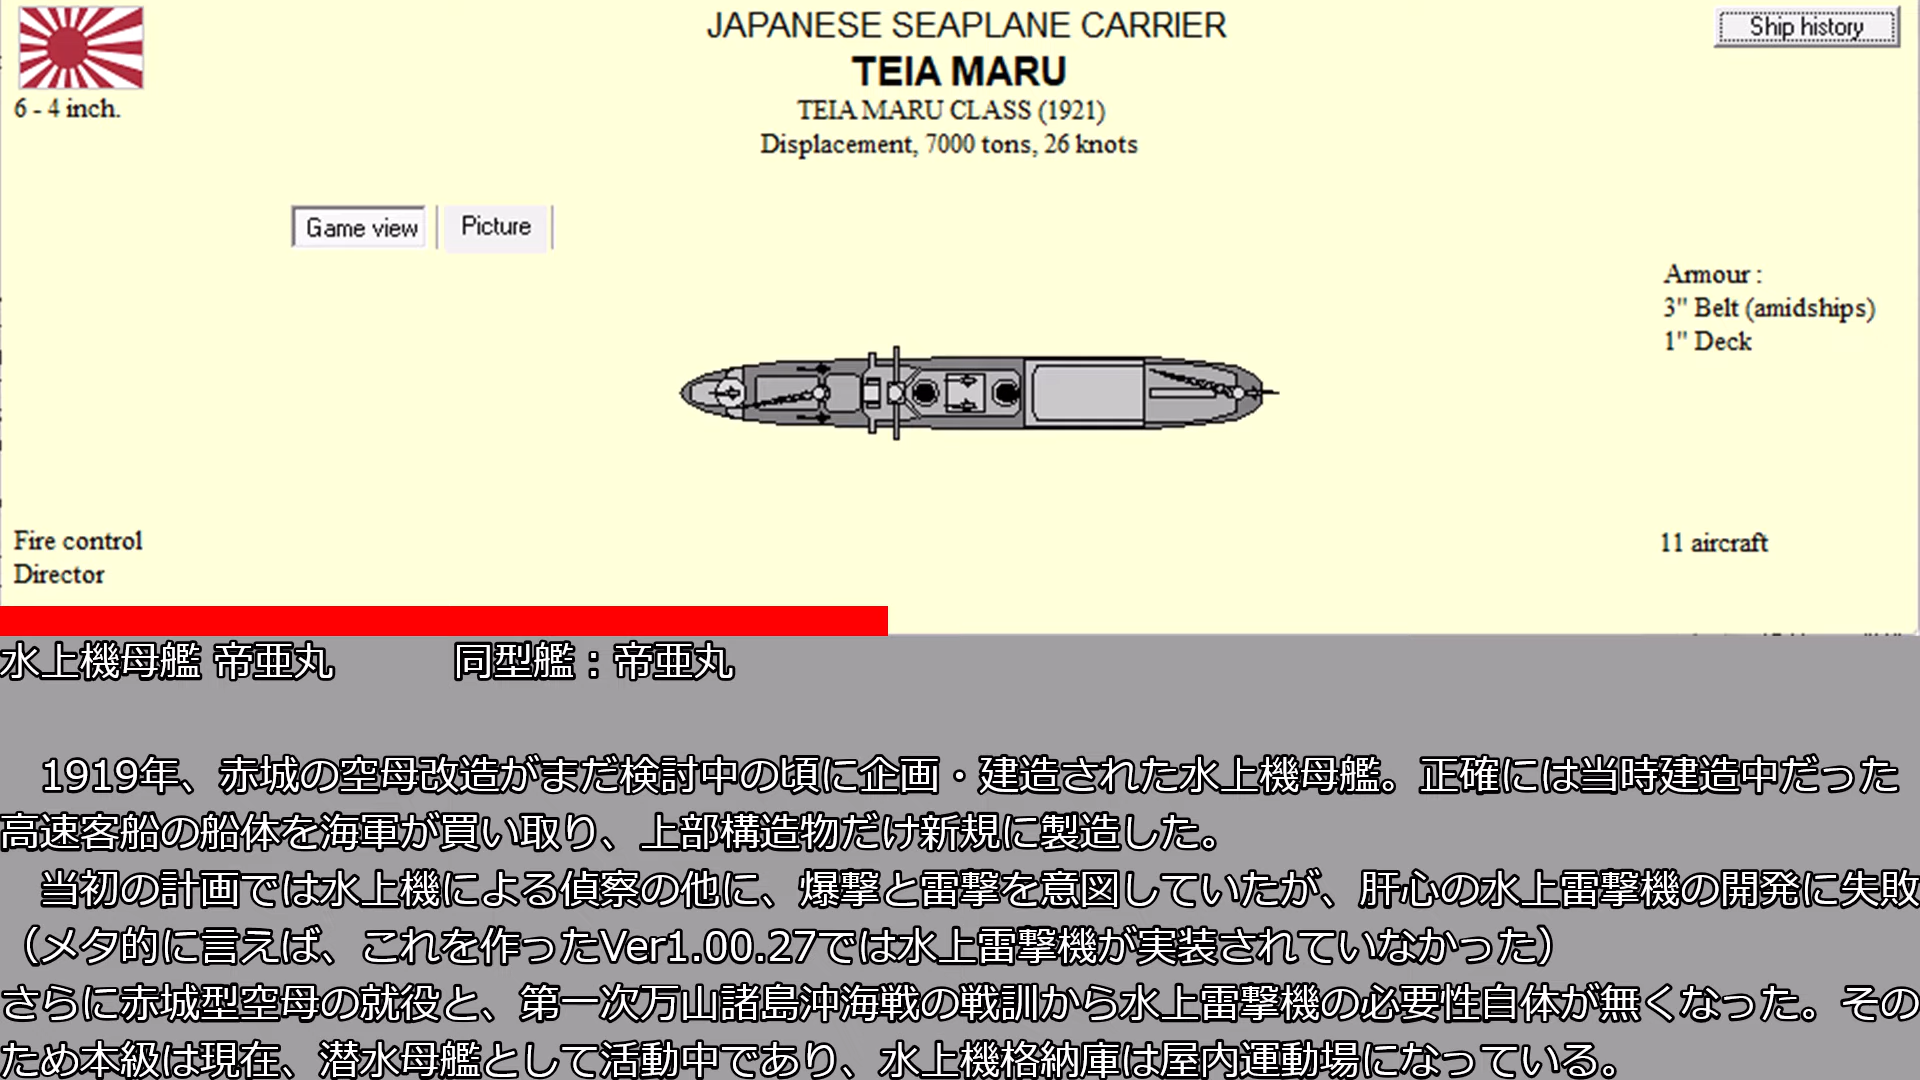 JAPANESE SEAPLANE CARRIER
Ship history
TEIA MARU
6 - 4 inch.
TEIA MARU CLASS (1921)
Displacement, 7000 tons, 26 knots
Game view
Picture
Armour :
3" Belt (amidships)
1" Deck
Fire control
Director
11 aircraft
水上機母艦 帝亜丸　　　同型艦：帝亜丸
　1919年、赤城の空母改造がまだ検討中の頃に企画・建造された水上機母艦。正確には当時建造中だった
高速客船の船体を海軍が買い取り、上部構造物だけ新規に製造した。
　当初の計画では水上機による偵察の他に、爆撃と雷撃を意図していたが、肝心の水上雷撃機の開発に失敗
（メタ的に言えば、これを作ったVer1.00.27では水上雷撃機が実装されていなかった）
さらに赤城型空母の就役と、第一次万山諸島沖海戦の戦訓から水上雷撃機の必要性自体が無くなった。その
ため本級は現在、潜水母艦として活動中であり、水上機格納庫は屋内運動場になっている。